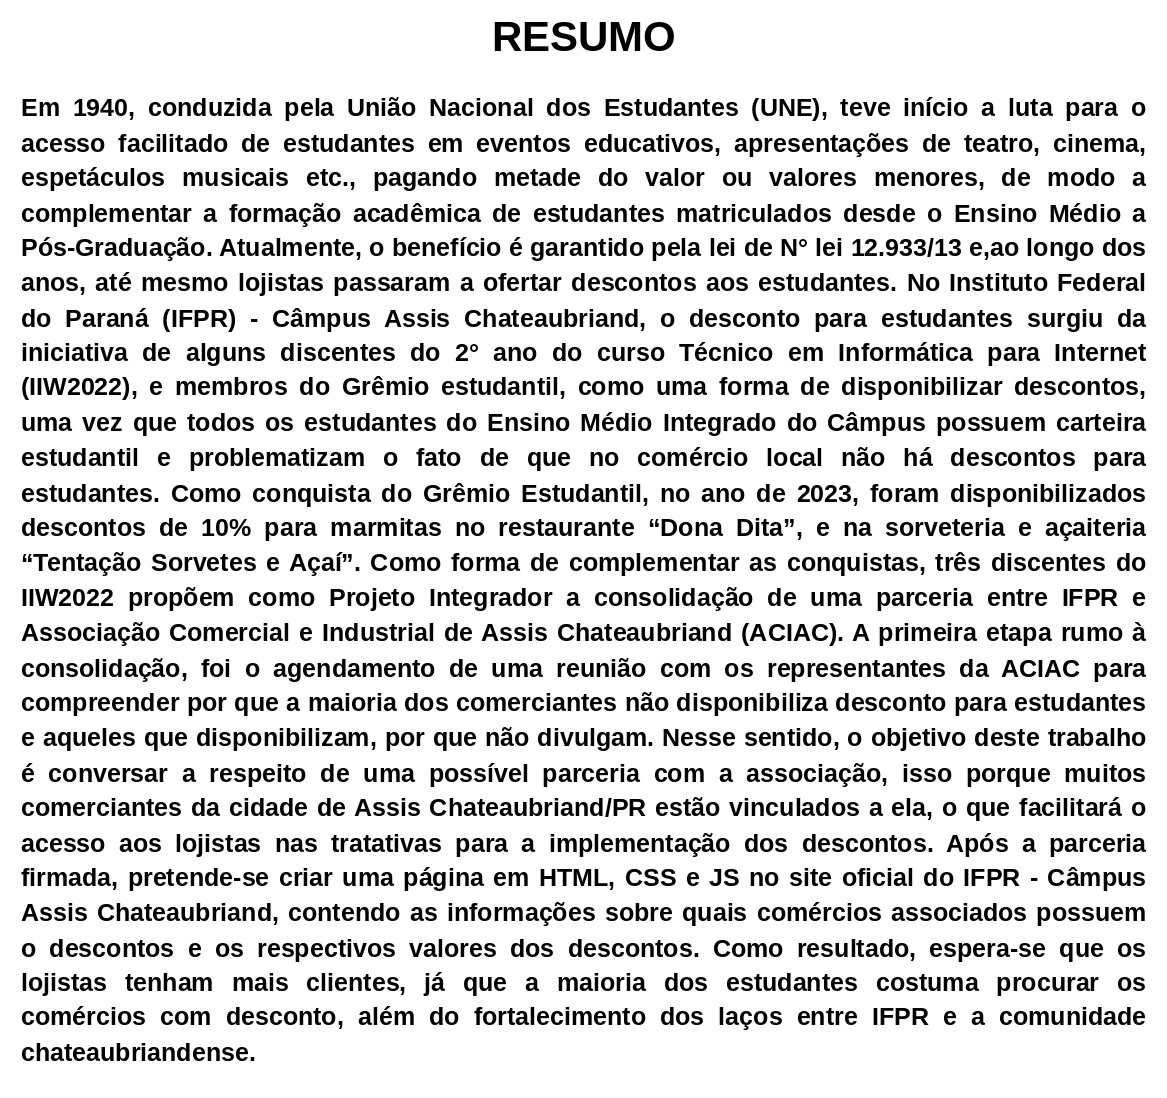 RESUMO
Em 1940, conduzida pela União Nacional dos Estudantes (UNE), teve início a luta para o
acesso facilitado de estudantes em eventos educativos, apresentações de teatro, cinema,
espetáculos musicais etc., pagando metade do valor ou valores menores, de modo a
complementar a formação acadêmica de estudantes matriculados desde o Ensino Médio a
Pós-Graduação. Atualmente, o benefício é garantido pela lei de N° lei 12.933/13 e,ao longo dos
anos, até mesmo lojistas passaram a ofertar descontos aos estudantes. No Instituto Federal
do Paraná (IFPR) - Câmpus Assis Chateaubriand, o desconto para estudantes surgiu da
iniciativa de alguns discentes do 2° ano do curso Técnico em Informática para Internet
(IIW2022), e membros do Grêmio estudantil, como uma forma de disponibilizar descontos,
uma vez que todos os estudantes do Ensino Médio Integrado do Câmpus possuem carteira
estudantil e problematizam o fato de que no comércio local não há descontos para
estudantes. Como conquista do Grêmio Estudantil, no ano de 2023, foram disponibilizados
descontos de 10% para marmitas no restaurante “Dona Dita”, e na sorveteria e açaiteria
“Tentação Sorvetes e Açaí”. Como forma de complementar as conquistas, três discentes do
IIW2022 propõem como Projeto Integrador a consolidação de uma parceria entre IFPR e
Associação Comercial e Industrial de Assis Chateaubriand (ACIAC). A primeira etapa rumo à
consolidação, foi o agendamento de uma reunião com os representantes da ACIAC para
compreender por que a maioria dos comerciantes não disponibiliza desconto para estudantes
e aqueles que disponibilizam, por que não divulgam. Nesse sentido, o objetivo deste trabalho
é conversar a respeito de uma possível parceria com a associação, isso porque muitos
comerciantes da cidade de Assis Chateaubriand/PR estão vinculados a ela, o que facilitará o
acesso aos lojistas nas tratativas para a implementação dos descontos. Após a parceria
firmada, pretende-se criar uma página em HTML, CSS e JS no site oficial do IFPR - Câmpus
Assis Chateaubriand, contendo as informações sobre quais comércios associados possuem
o descontos e os respectivos valores dos descontos. Como resultado, espera-se que os
lojistas tenham mais clientes, já que a maioria dos estudantes costuma procurar os
comércios com desconto, além do fortalecimento dos laços entre IFPR e a comunidade
chateaubriandense.